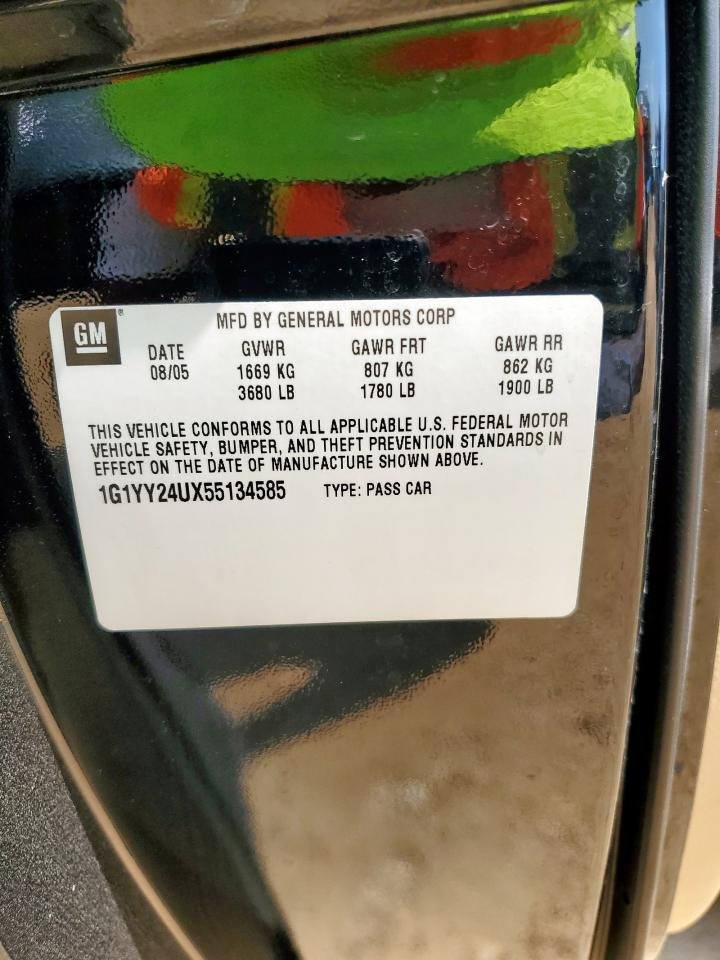 GM
MFD BY GENERAL MOTORS CORP
DATE GVWR GAWR FRT GAWR RR
08/05 1669 KG 807 KG 862 KG
3680 LB 1780 LB 1900 LB
THIS VEHICLE CONFORMS TO ALL APPLICABLE U.S. FEDERAL MOTOR
VEHICLE SAFETY, BUMPER, AND THEFT PREVENTION STANDARDS IN
EFFECT ON THE DATE OF MANUFACTURE SHOWN ABOVE.
1G1YY24UX55134585 TYPE: PASS CAR